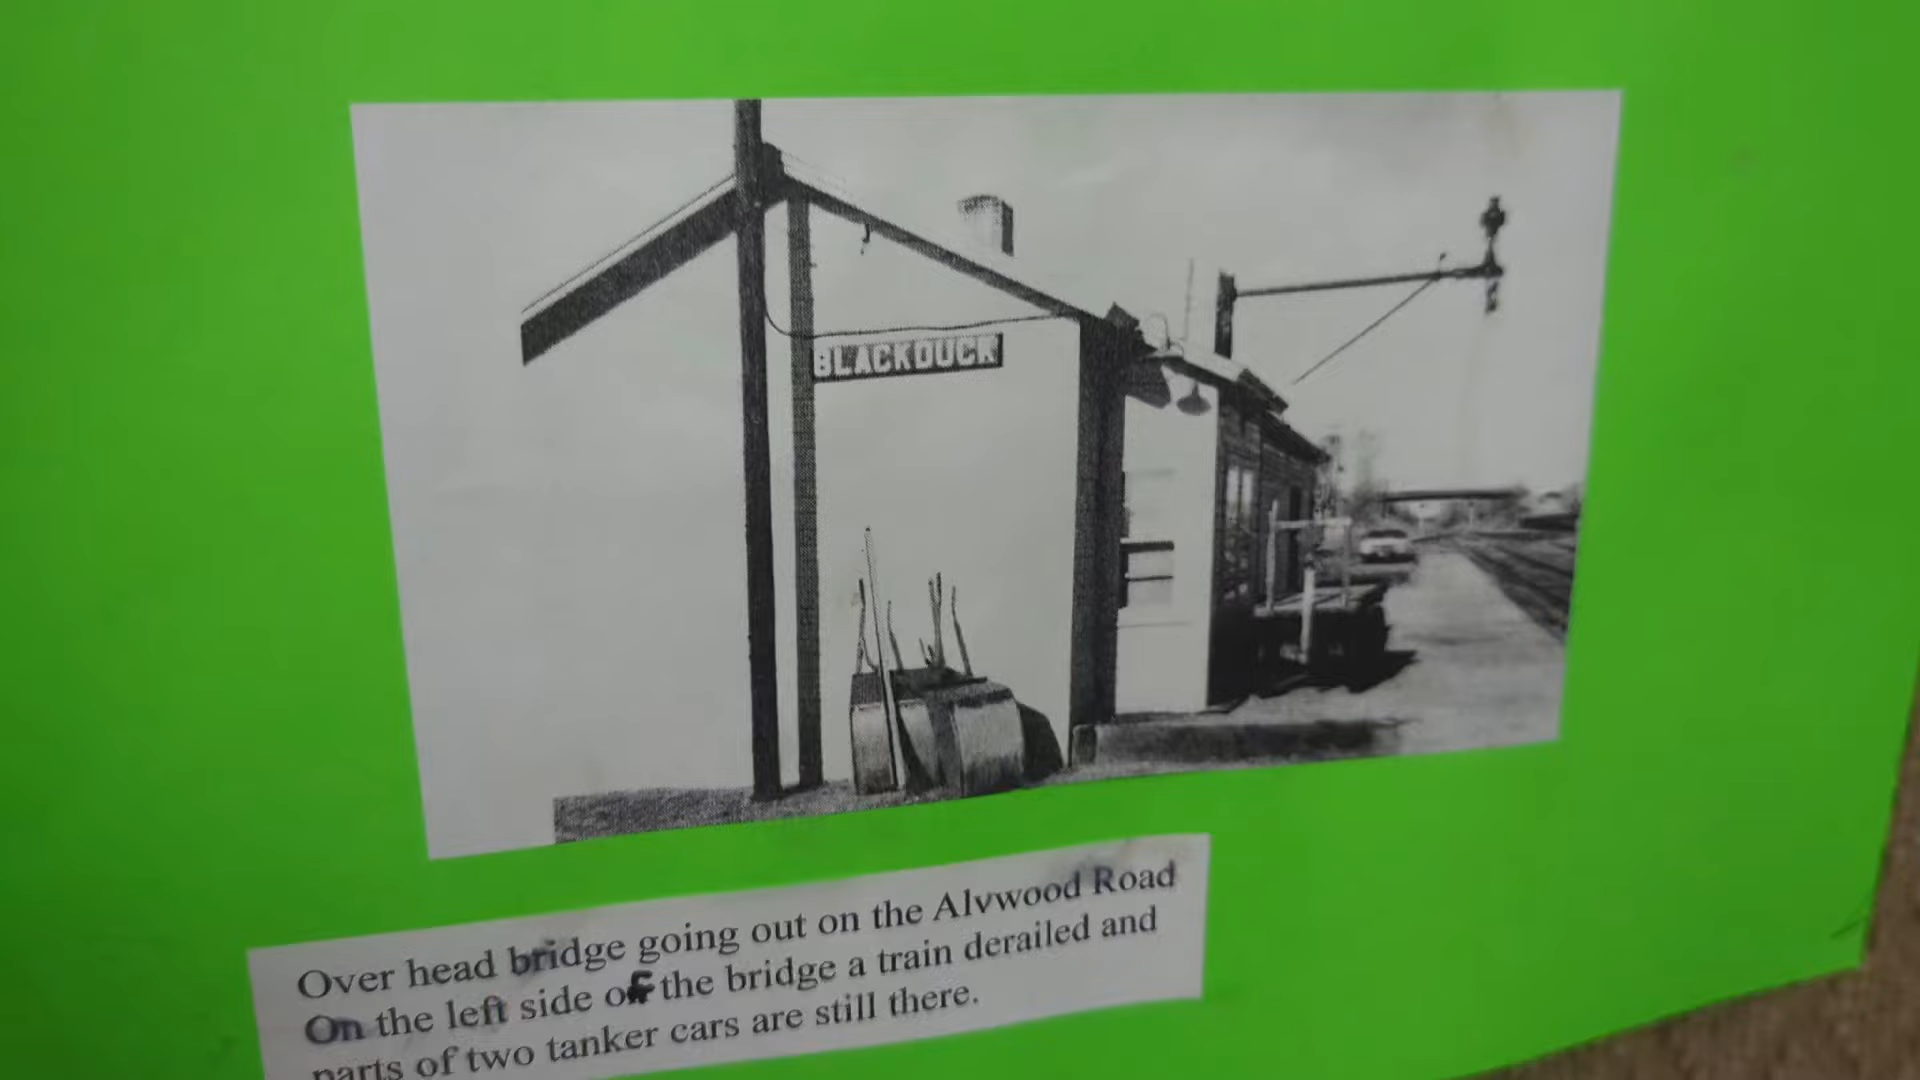 BLACKDUCK
Over head bridge going out on the Alvwood Road
On the left side of the bridge a train derailed and
parts of two tanker cars are still there.